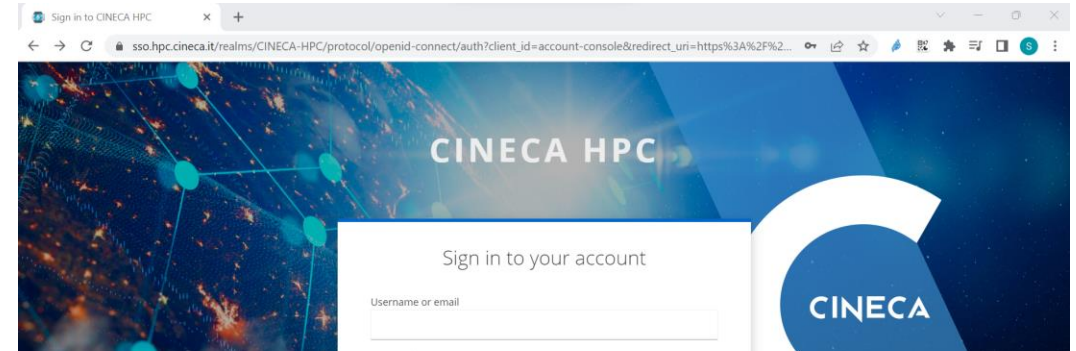 Sign in to CINECA HPC
sso.hpc.cineca.it/realms/CINECA-HPC/protocol/openid-connect/auth?client_id=account-console&redirect_uri=https%3A%2F%2...
S
CINECA HPC
Sign in to your account
Username or email
CINECA